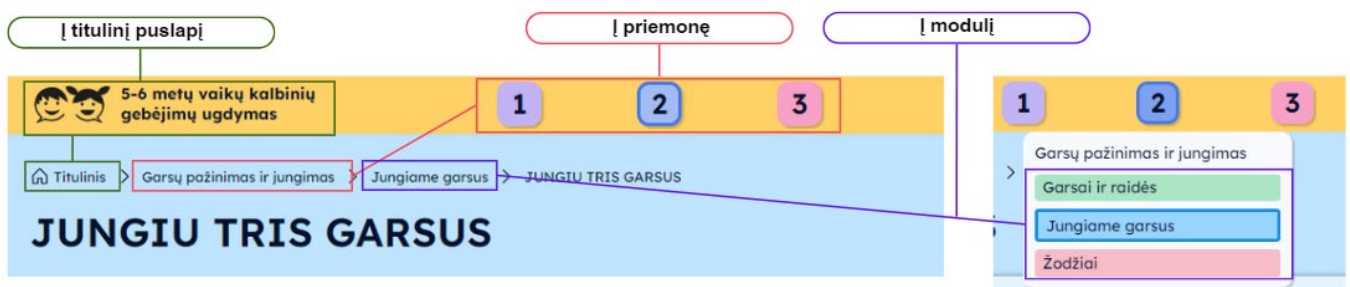 Į titulinį puslapį
Į priemonę
Į modulį
5-6 metų vaikų kalbinių
gebėjimų ugdymas
1 2 3
Titulinis > Garsų pažinimas ir jungimas > Jungiame garsus > JUNGIU TRIS GARSUS
JUNGIU TRIS GARSUS
1 2 3
>
Garsų pažinimas ir jungimas
Garsai ir raidės
Jungiame garsus
Žodžiai